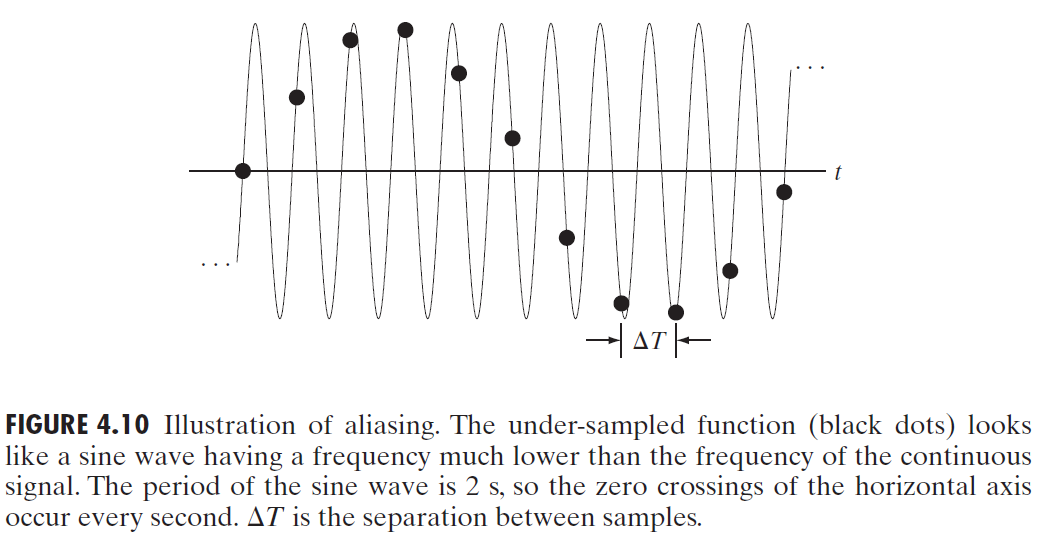 . . .
t
. . .
ΔT
FIGURE 4.10 Illustration of aliasing. The under-sampled function (black dots) looks
like a sine wave having a frequency much lower than the frequency of the continuous
signal. The period of the sine wave is 2 s, so the zero crossings of the horizontal axis
occur every second. ΔT is the separation between samples.